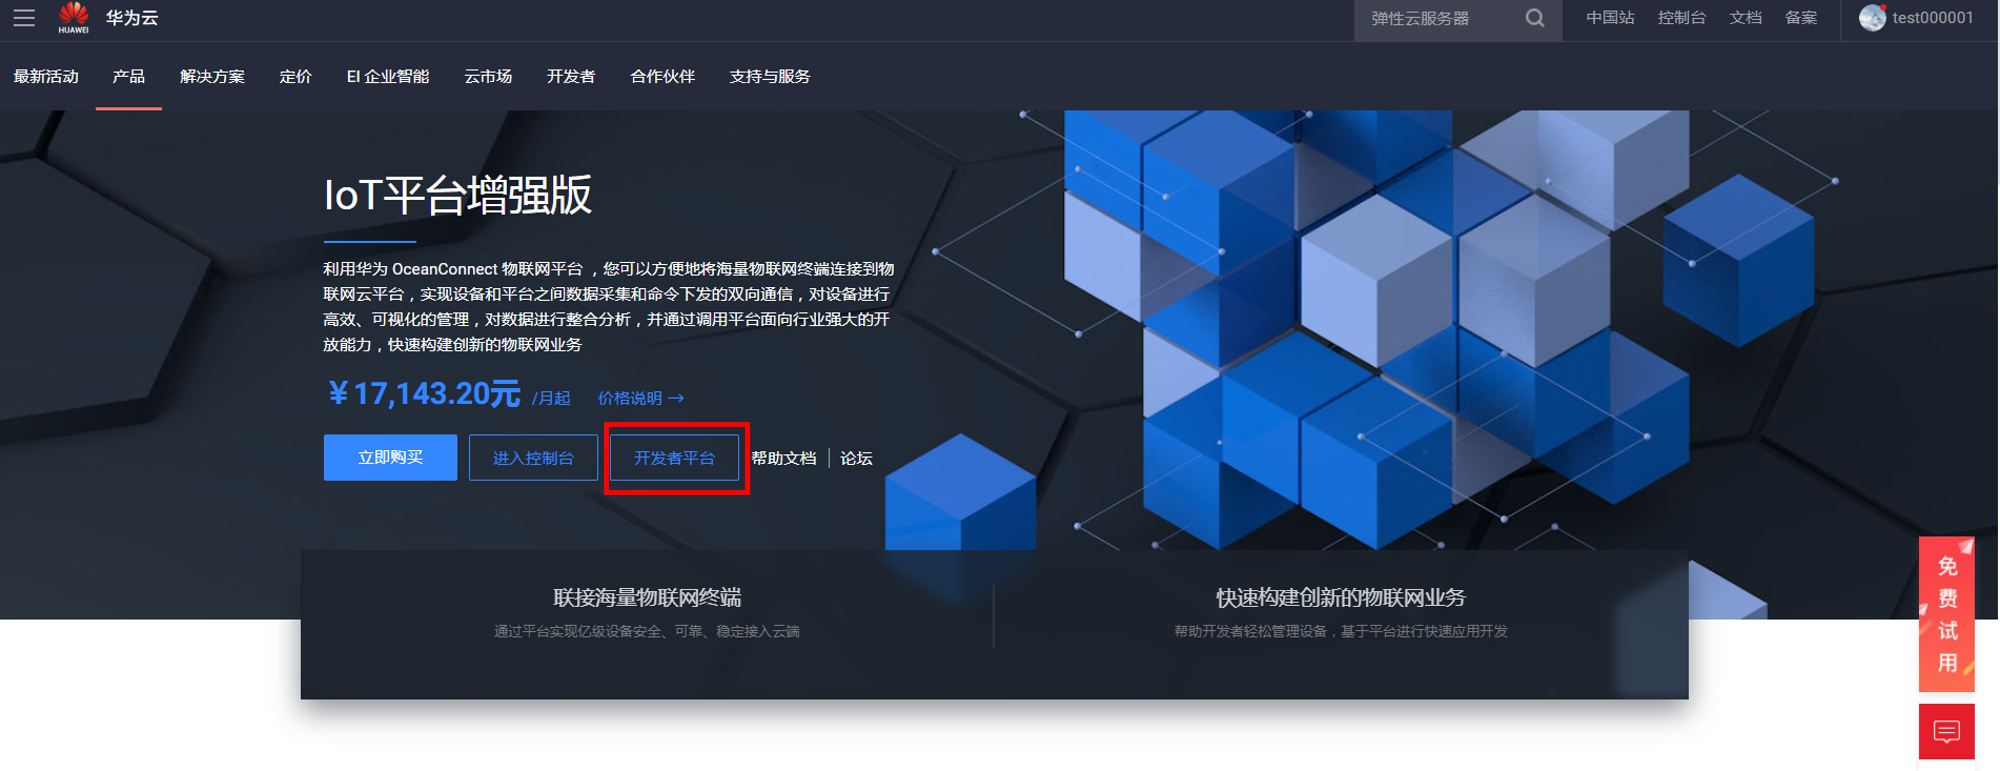 HUAWEI
华为云
弹性云服务器
中国站
控制台
文档
备案
test000001
最新活动
产品
解决方案
定价
EI 企业智能
云市场
开发者
合作伙伴
支持与服务
IoT平台增强版
利用华为 OceanConnect 物联网平台 ，您可以方便地将海量物联网终端连接到物
联网云平台，实现设备和平台之间数据采集和命令下发的双向通信，对设备进行
高效、可视化的管理，对数据进行整合分析，并通过调用平台面向行业强大的开
放能力，快速构建创新的物联网业务
￥17,143.20元 /月起 价格说明→
立即购买
进入控制台
开发者平台
帮助文档
论坛
联接海量物联网终端
通过平台实现亿级设备安全、可靠、稳定接入云端
快速构建创新的物联网业务
帮助开发者轻松管理设备，基于平台进行快速应用开发
免
费
试
用